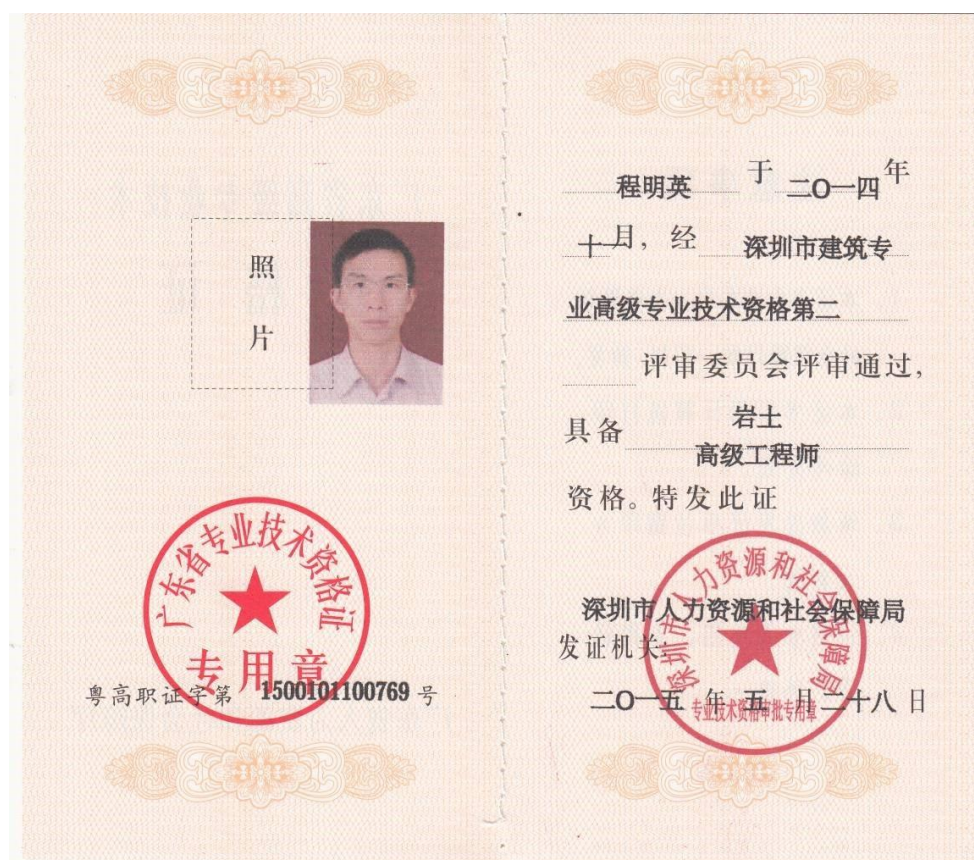 照
片
广东省专业技术资格证
专用章
粤高职证字第 1500101100769 号
程明英 于 二O一四 年
十一月，经 深圳市建筑专
业高级专业技术资格第二
评审委员会评审通过，
具备 岩土
高级工程师
资格。特发此证
深圳市人力资源和社会保障局
深圳市人力资源和社会保障局
发证机关：
二O一五 年 五 月 二十八 日
专业技术资格审批专用章